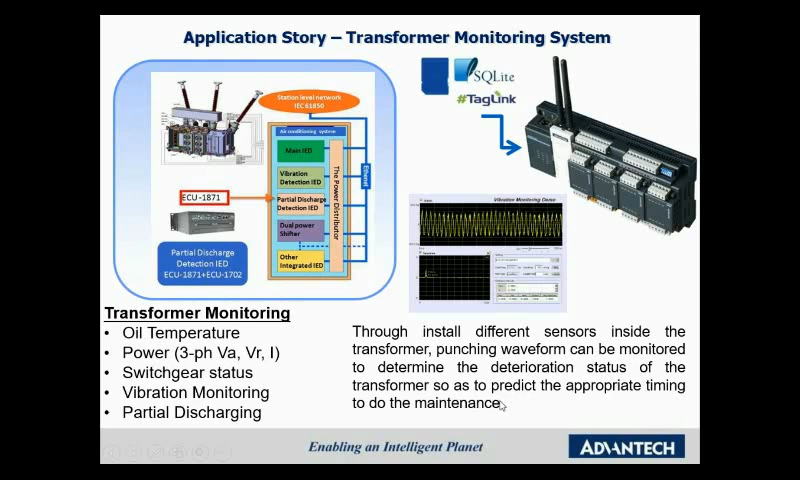 Application Story – Transformer Monitoring System
Station level network
IEC 61850
Air conditioning system
Main IED
Vibration
Detection IED
Partial Discharge
Detection IED
Dual power
Shifter
Other
Integrated IED
The Power Distributor
Ethernet
ECU-1871
Partial Discharge
Detection IED
ECU-1871+ECU-1702
SQLite
#TagLink
Vibration Monitoring Demo
Transformer Monitoring
• Oil Temperature
• Power (3-ph Va, Vr, I)
• Switchgear status
• Vibration Monitoring
• Partial Discharging
Through install different sensors inside the
transformer, punching waveform can be monitored
to determine the deterioration status of the
transformer so as to predict the appropriate timing
to do the maintenance
Enabling an Intelligent Planet
ADVANTECH